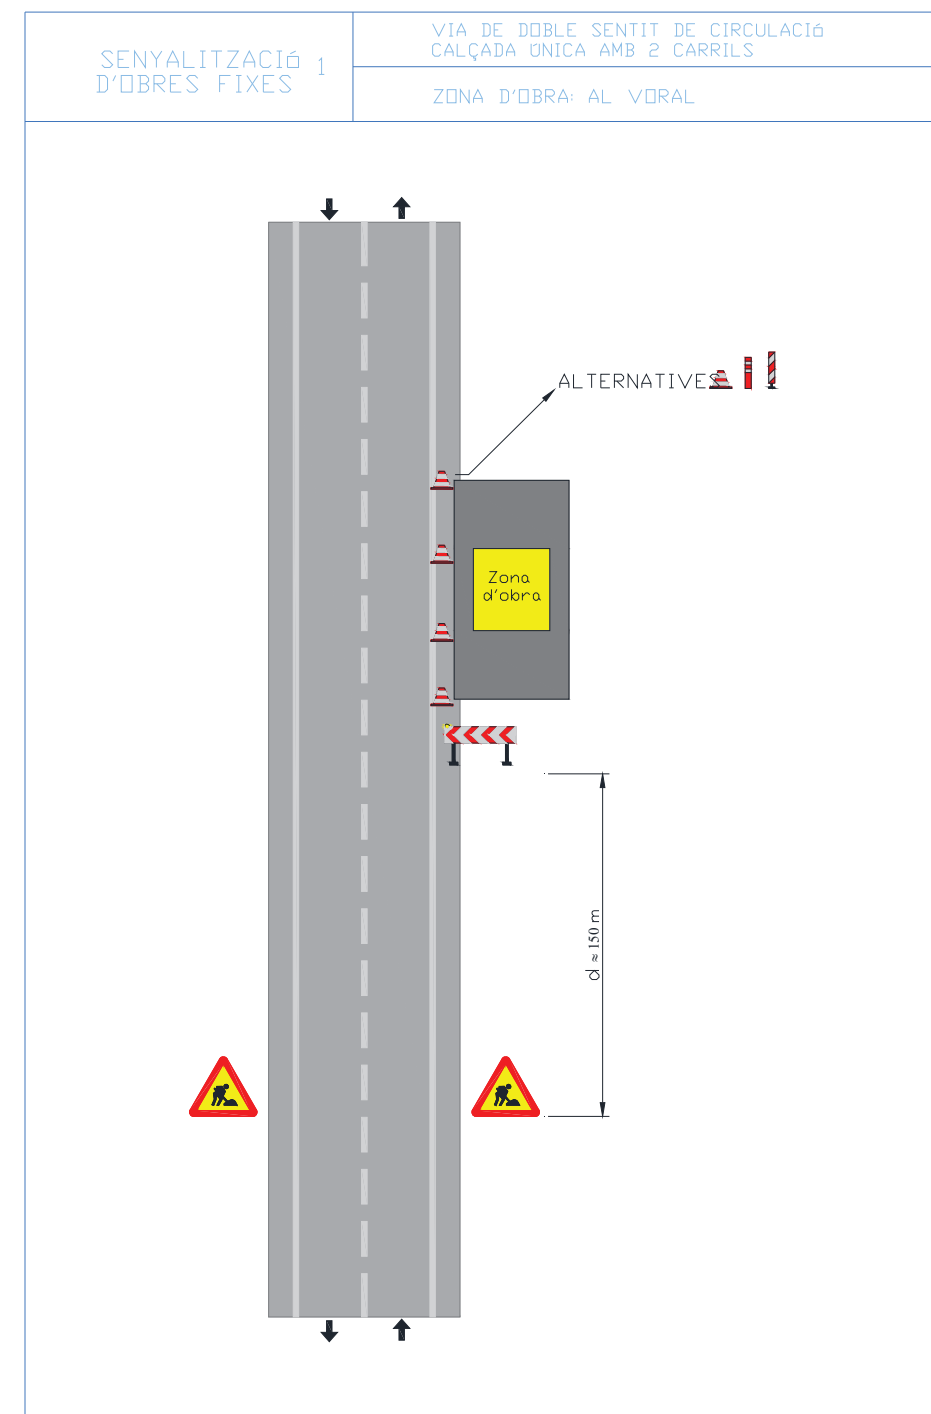 SENYALITZACIó 1
D'OBRES FIXES
VIA DE DOBLE SENTIT DE CIRCULACIó
CALÇADA UNICA AMB 2 CARRILS
ZONA D'OBRA: AL VORAL
ALTERNATIVES
Zona
d'obra
d ≈ 150 m